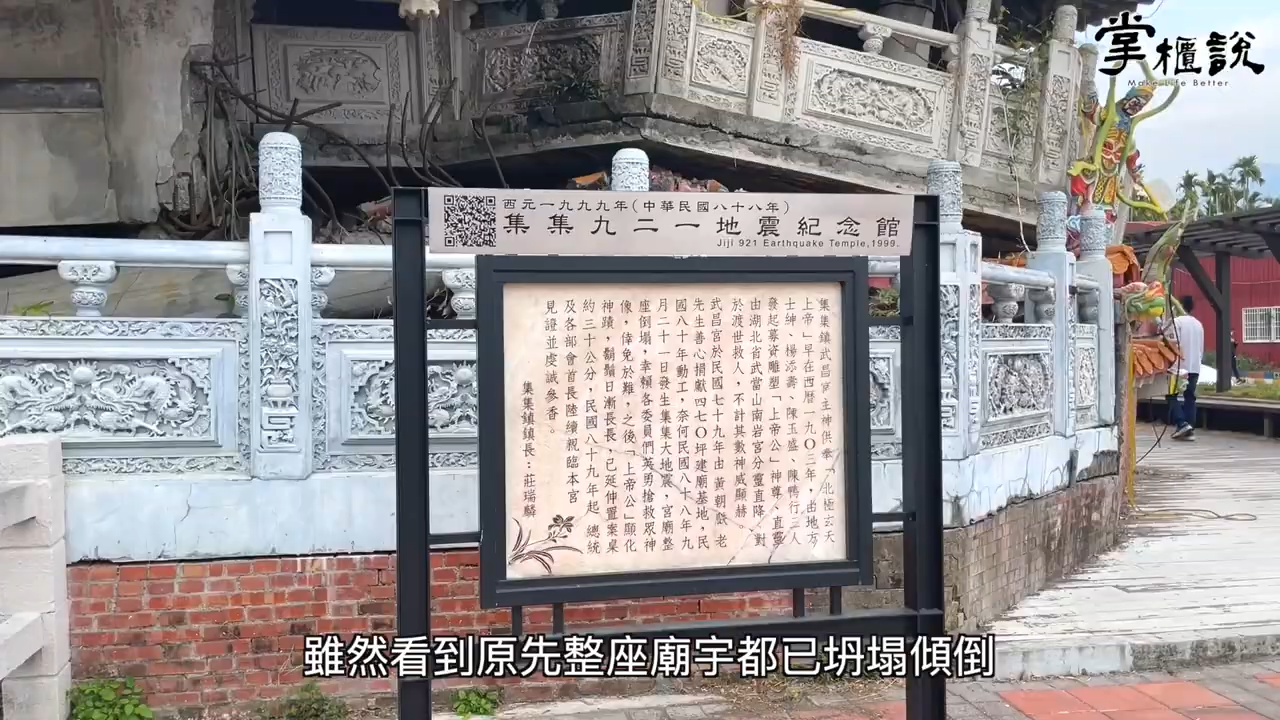 掌櫃說
Make Life Better
西元一九九九年(中華民國八十八年)
集集九二一地震紀念館
Jiji 921 Earthquake Temple,1999.
集集鎮武昌宮主神供奉「北極玄天
上帝」早在西曆一九〇三年，由地方
士紳、楊添壽、陳玉盛、陳鴨行三人
發起募資雕塑「上帝公」神尊、直靈
由湖北省武當山南岩宮分靈直降、對
於渡世救人，不計其數神威顯赫。
武昌宮於民國七十九年由黃朝猷老
先生善心捐獻四七〇坪建廟基地，民
國八十年動工，奈何民國八十八年九
月二十一日發生集集大地震，宮廟整
座倒塌，幸賴各委員們英勇搶救眾神
像，倖免於難，之後「上帝公」顯化
神蹟，鬍鬚日漸長長，已延伸置案桌
約三十公分，民國八十九年起 總統
及各部會首長陸續親臨本宮
見證並虔誠參香。
集集鎮鎮長：莊瑞麟
雖然看到原先整座廟宇都已坍塌傾倒